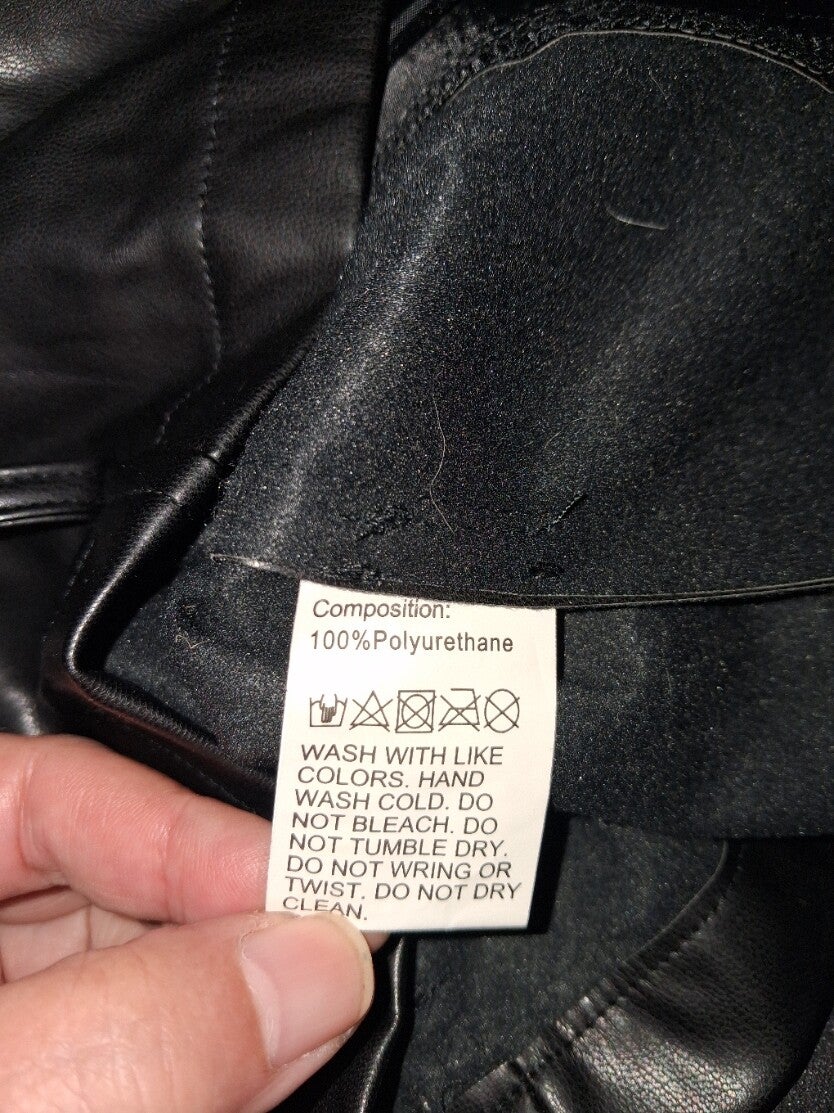 Composition:
100%Polyurethane
WASH WITH LIKE
COLORS. HAND
WASH COLD. DO
NOT BLEACH. DO
NOT TUMBLE DRY.
DO NOT WRING OR
TWIST. DO NOT DRY
CLEAN.